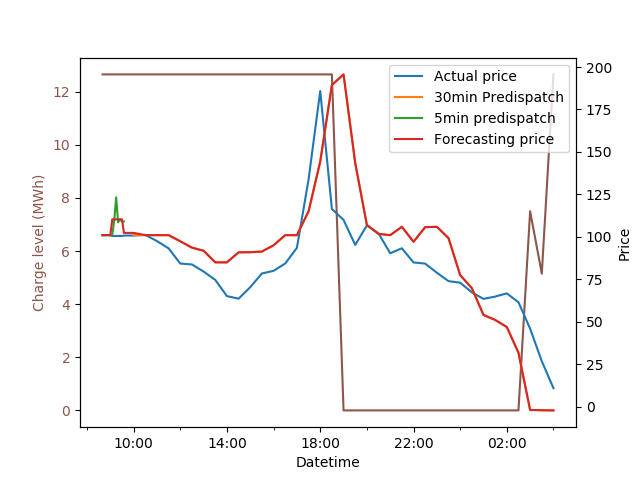 Actual price
30min Predispatch
5min predispatch
Forecasting price
Charge level (MWh)
12
10
8
6
4
2
0
200
175
150
125
100
75
50
25
0
Price
10:00 14:00 18:00 22:00 02:00
Datetime